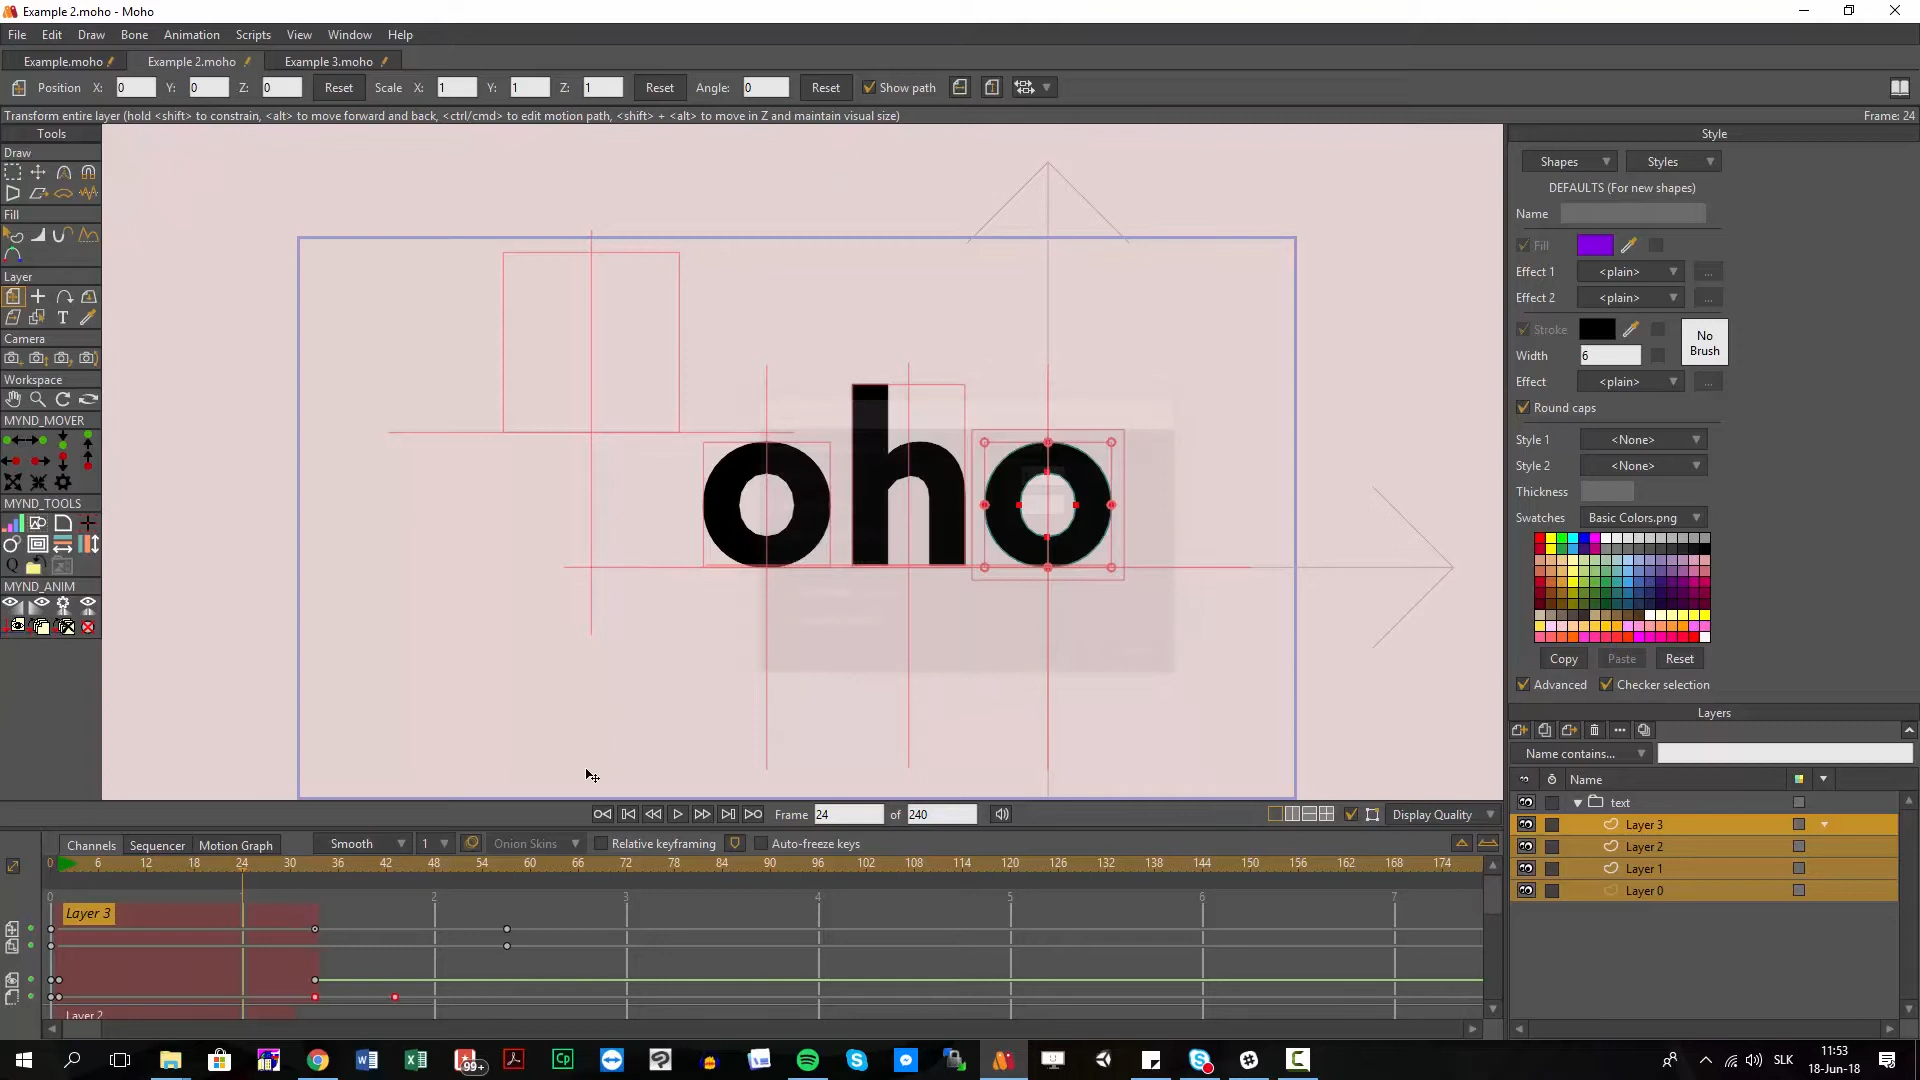 Example 2.moho - Moho
File Edit Draw Bone Animation Scripts View Window Help
Example.moho Example 2.moho Example 3.moho
Position X: 0 Y: 0 Z: 0 Reset Scale X: 1 Y: 1 Z: 1 Reset Angle: 0 Reset Show path
Transform entire layer (hold <shift> to constrain, <alt> to move forward and back, <ctrl/cmd> to edit motion path, <shift> + <alt> to move in Z and maintain visual size) Frame: 24
Tools
Draw
Fill
Layer
Camera
Workspace
MYND_MOVER
MYND_TOOLS
MYND_ANIM
oho
Style
Shapes Styles
DEFAULTS (For new shapes)
Name
Fill
Effect 1 <plain> ...
Effect 2 <plain> ...
Stroke
No Brush
Width 6
Effect <plain> ...
Round caps
Style 1 <None>
Style 2 <None>
Thickness
Swatches Basic Colors.png
Copy Paste Reset
Advanced Checker selection
Layers
Name contains...
Name
text
Layer 3
Layer 2
Layer 1
Layer 0
Frame 24 of 240 Display Quality
Channels Sequencer Motion Graph Smooth 1 Onion Skins Relative keyframing Auto-freeze keys
0 6 12 18 24 30 36 42 48 54 60 66 72 78 84 90 96 102 108 114 120 126 132 138 144 150 156 162 168 174
0 1 2 3 4 5 6 7
Layer 3
Layer 2
99+
SLK
11:53
18-Jun-18